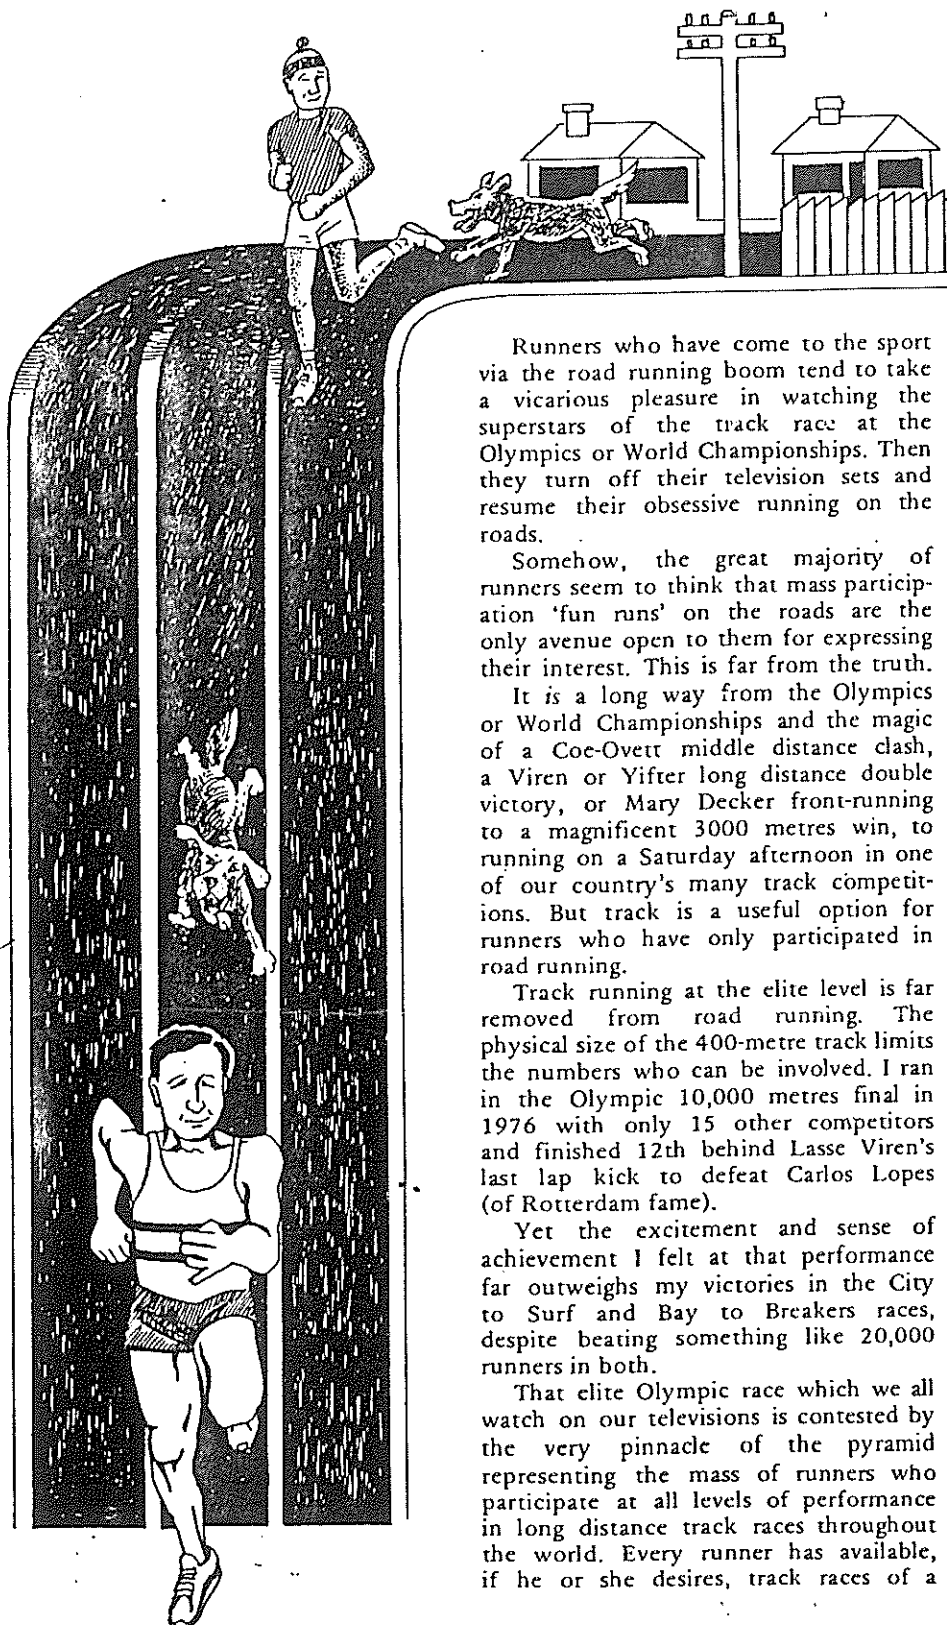 Runners who have come to the sport
via the road running boom tend to take
a vicarious pleasure in watching the
superstars of the track race at the
Olympics or World Championships. Then
they turn off their television sets and
resume their obsessive running on the
roads.
Somehow, the great majority of
runners seem to think that mass particip-
ation 'fun runs' on the roads are the
only avenue open to them for expressing
their interest. This is far from the truth.
It is a long way from the Olympics
or World Championships and the magic
of a Coe-Ovett middle distance clash,
a Viren or Yifter long distance double
victory, or Mary Decker front-running
to a magnificent 3000 metres win, to
running on a Saturday afternoon in one
of our country's many track competit-
ions. But track is a useful option for
runners who have only participated in
road running.
Track running at the elite level is far
removed from road running. The
physical size of the 400-metre track limits
the numbers who can be involved. I ran
in the Olympic 10,000 metres final in
1976 with only 15 other competitors
and finished 12th behind Lasse Viren's
last lap kick to defeat Carlos Lopes
(of Rotterdam fame).
Yet the excitement and sense of
achievement I felt at that performance
far outweighs my victories in the City
to Surf and Bay to Breakers races,
despite beating something like 20,000
runners in both.
That elite Olympic race which we all
watch on our televisions is contested by
the very pinnacle of the pyramid
representing the mass of runners who
participate at all levels of performance
in long distance track races throughout
the world. Every runner has available,
if he or she desires, track races of a